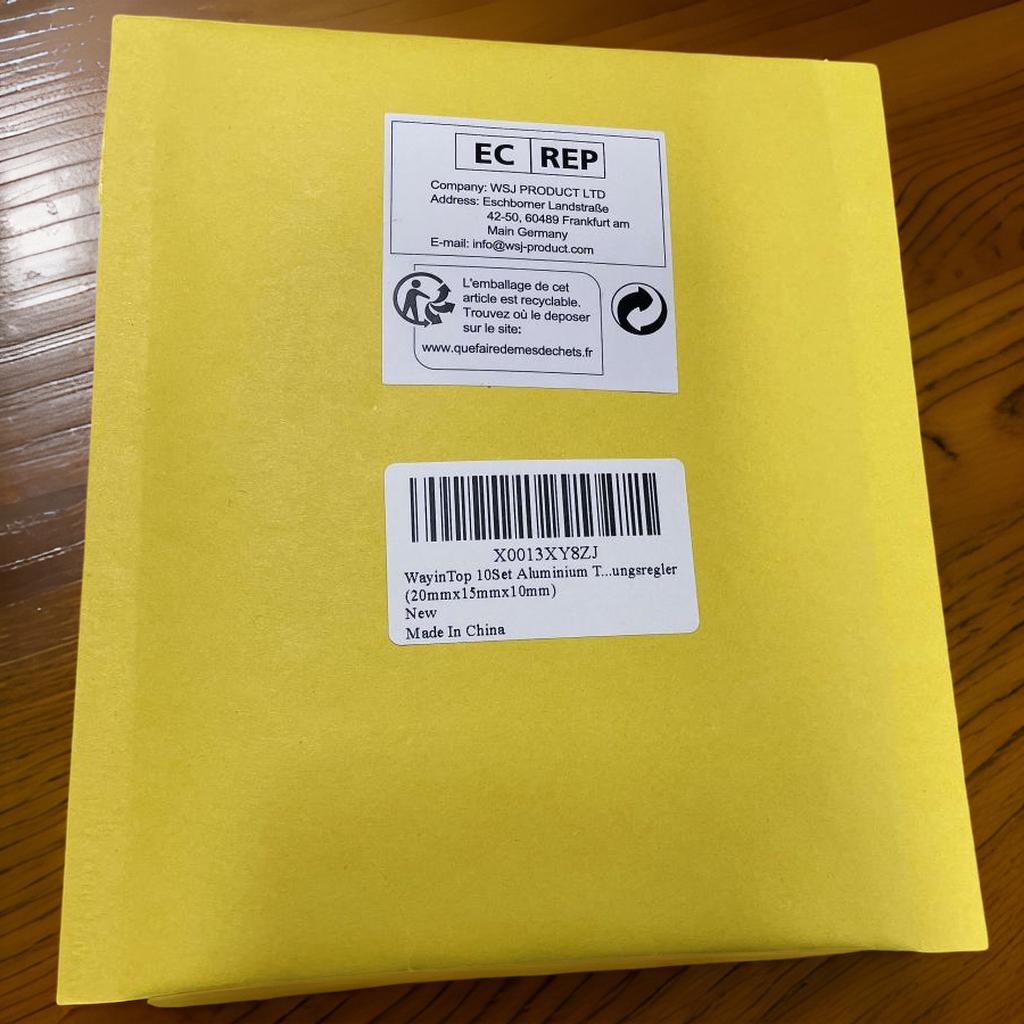 EC REP
Company: WSJ PRODUCT LTD
Address: Eschborner Landstraße
42-50, 60489 Frankfurt am
Main Germany
E-mail: info@wsj-product.com
L'emballage de cet
article est recyclable.
Trouvez où le deposer
sur le site:
www.quefairedemesdechets.fr
X0013XY8ZJ
WayinTop 10Set Aluminium T...ungsregler
(20mmx15mmx10mm)
New
Made In China